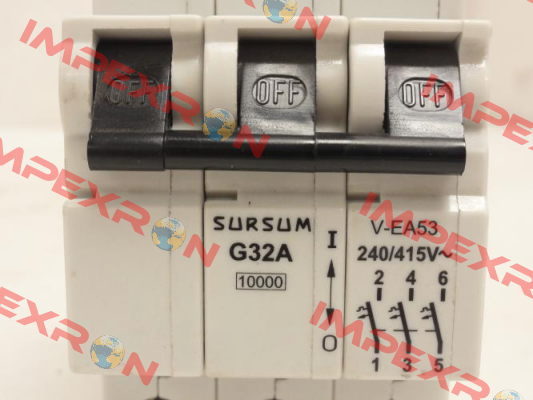 OFF OFF OFF
SURSUM
G32A
10000
I
O
V-EA53
240/415V~
2 4 6
1 3 5
IMPEXRON
IMPEXRON
IMPEXRON
IMPEXRON
IMPEXRON
IMPEXRON